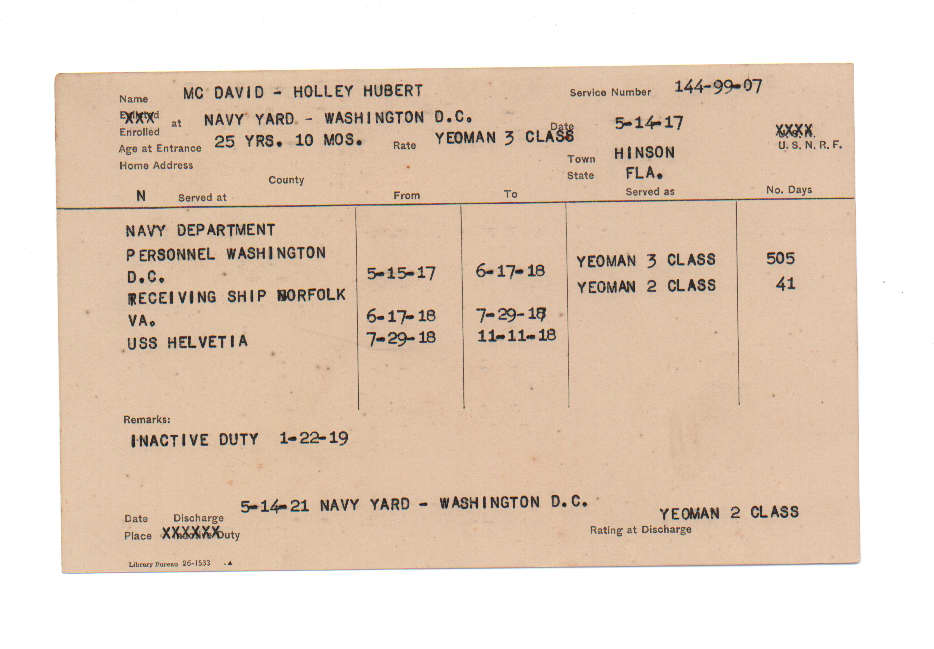 Name MC DAVID - HOLLEY HUBERT Service Number 144-99-07
at NAVY YARD - WASHINGTON D.C. Date 5-14-17 XXXX
Enrolled U. S. N. R. F.
Age at Entrance 25 YRS. 10 MOS. Rate YEOMAN 3 CLASS Town HINSON
Home Address County State FLA.
N Served at From To Served as No. Days
NAVY DEPARTMENT
PERSONNEL WASHINGTON YEOMAN 3 CLASS 505
D.C. 5-15-17 6-17-18
YEOMAN 2 CLASS 41
RECEIVING SHIP NORFOLK
VA. 6-17-18 7-29-18
USS HELVETIA 7-29-18 11-11-18
Remarks:
INACTIVE DUTY 1-22-19
5-14-21 NAVY YARD - WASHINGTON D.C.
Date Discharge YEOMAN 2 CLASS
Place XXXXXX Duty Rating at Discharge
Library Bureau 26-1533